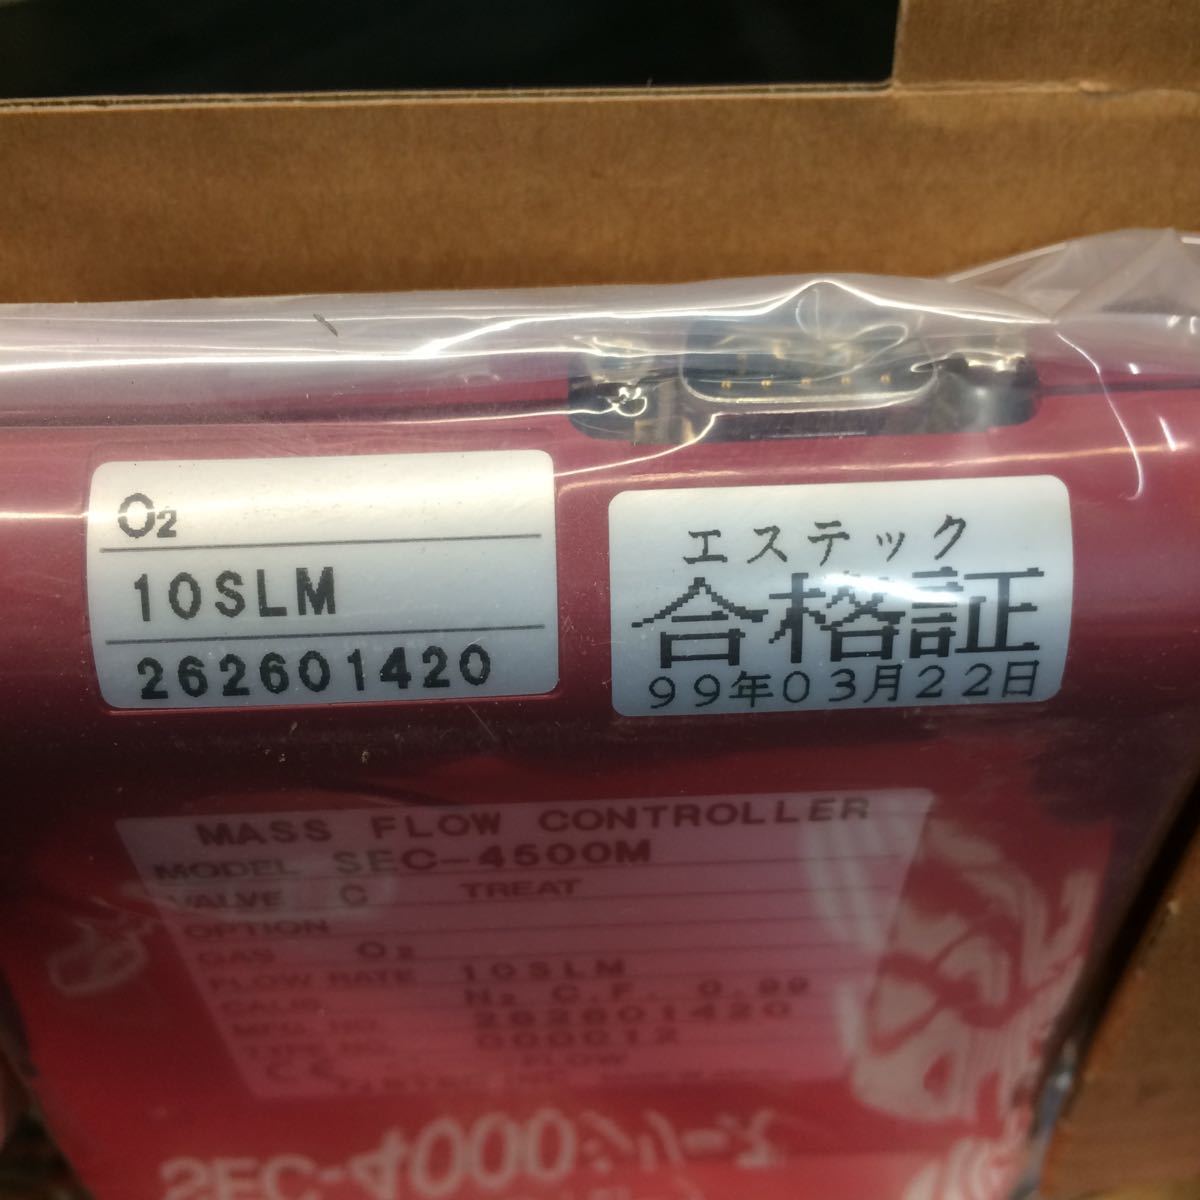 O2
10SLM
262601420
エステック
合格証
99年03月22日
MASS FLOW CONTROLLER
MODEL SEC-4500M
VALVE C TREAT
OPTION
GAS O2
FLOW RATE 10SLM
CALIB. N2 C.F. 0.99
MFG. NO. 262601420
TYPE NO. 000012
FLOW
CE
SEC-4000シリーズ